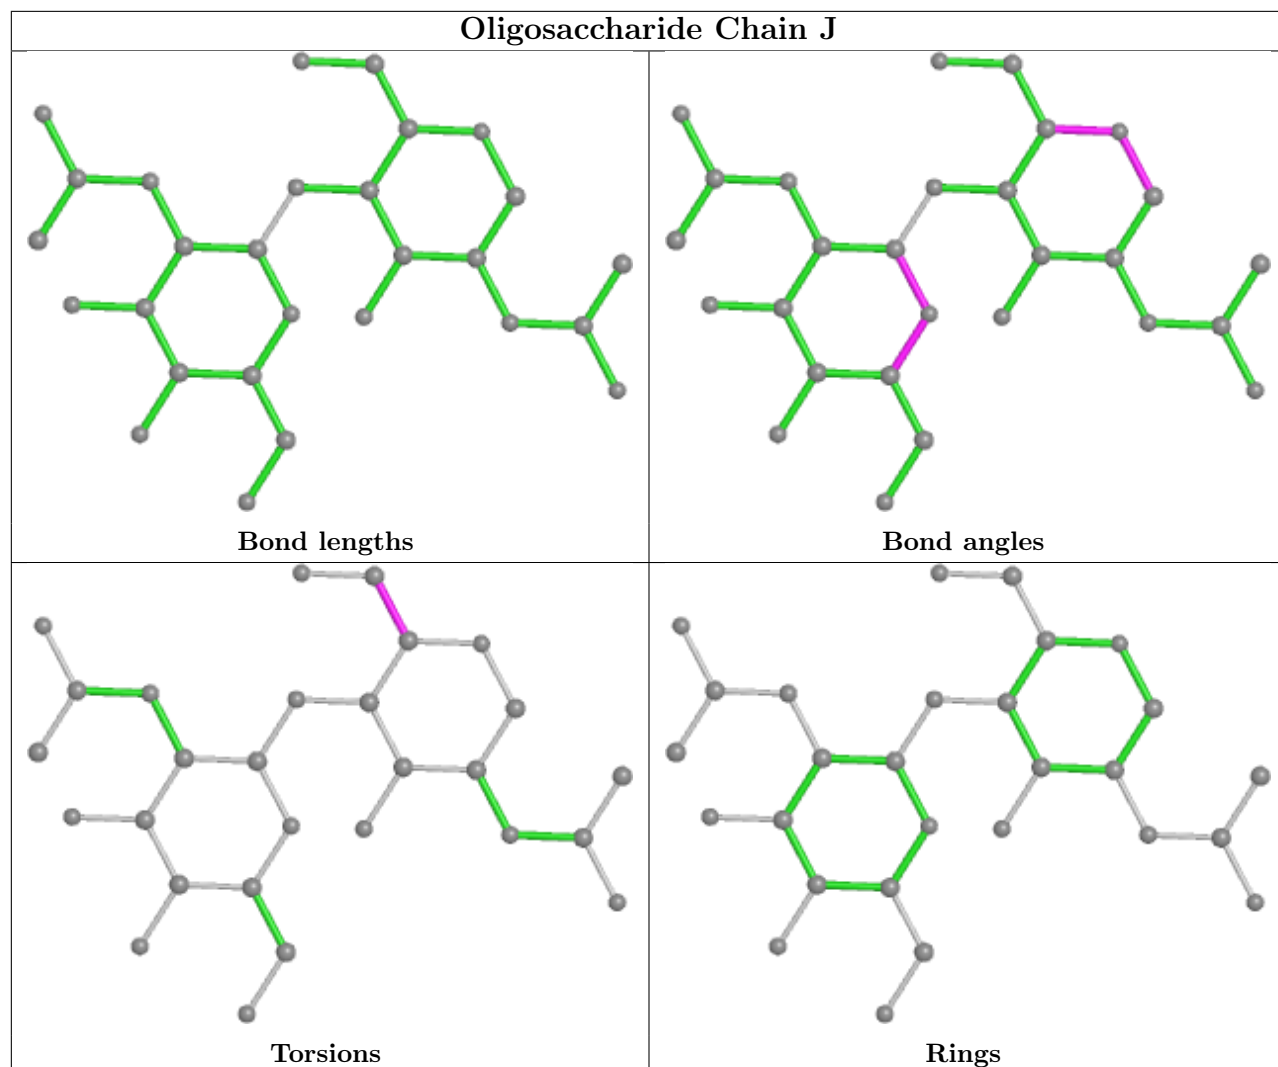 Oligosaccharide Chain J
Bond lengths
Bond angles
Torsions
Rings